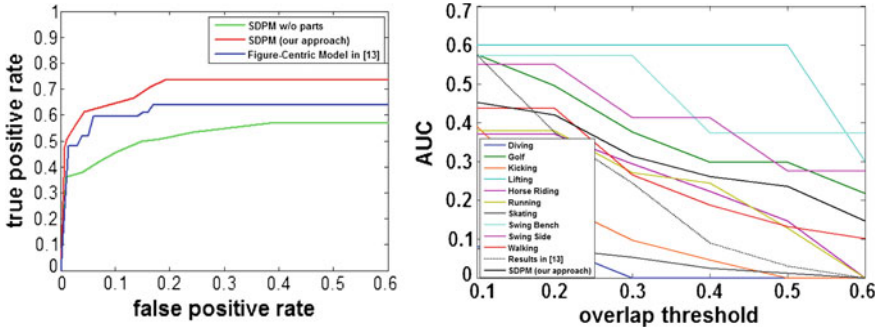 1
0.9
0.8
0.7
0.6
0.5
0.4
0.3
0.2
0.1
0
true positive rate
SDPM w/o parts
SDPM (our approach)
Figure-Centric Model in [13]
0 0.1 0.2 0.3 0.4 0.5 0.6
false positive rate
0.7
0.6
0.5
0.4
0.3
0.2
0.1
0
AUC
Diving
Golf
Kicking
Lifting
Horse Riding
Running
Skating
Swing Bench
Swing Side
Walking
Results in [13]
SDPM (our approach)
0.1 0.2 0.3 0.4 0.5 0.6
overlap threshold